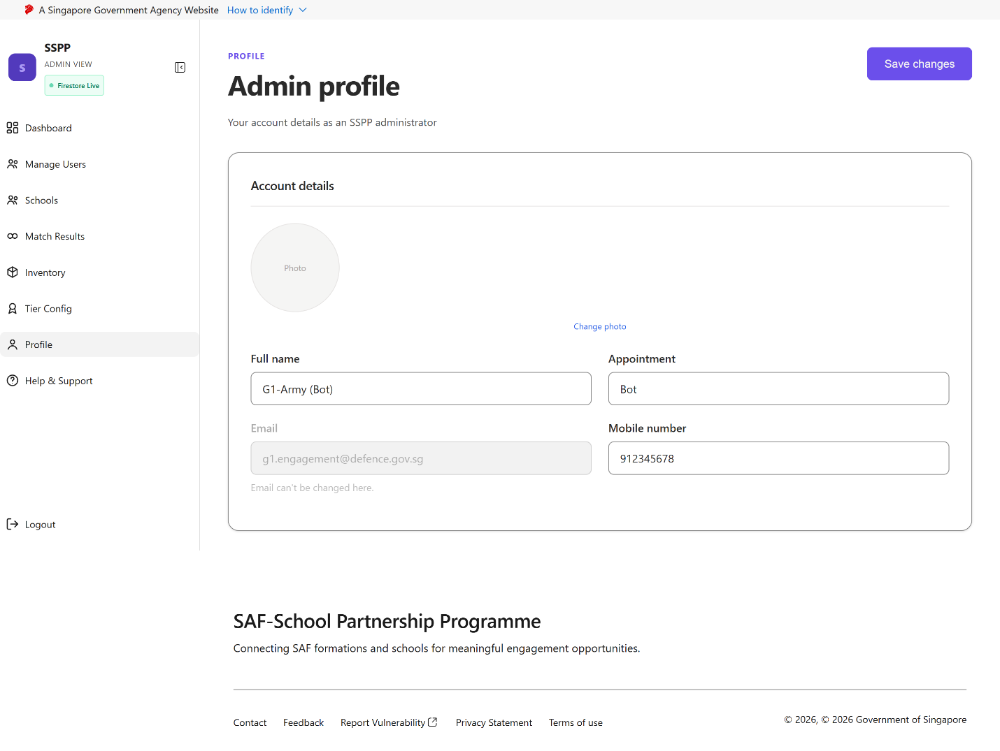 A Singapore Government Agency Website How to identify
SSPP
S
ADMIN VIEW
Firestore Live
Dashboard
Manage Users
Schools
Match Results
Inventory
Tier Config
Profile
Help & Support
Logout
PROFILE
Admin profile
Save changes
Your account details as an SSPP administrator
Account details
Photo
Change photo
Full name
G1-Army (Bot)
Appointment
Bot
Email
g1.engagement@defence.gov.sg
Email can't be changed here.
Mobile number
912345678
SAF-School Partnership Programme
Connecting SAF formations and schools for meaningful engagement opportunities.
Contact Feedback Report Vulnerability Privacy Statement Terms of use
© 2026, © 2026 Government of Singapore